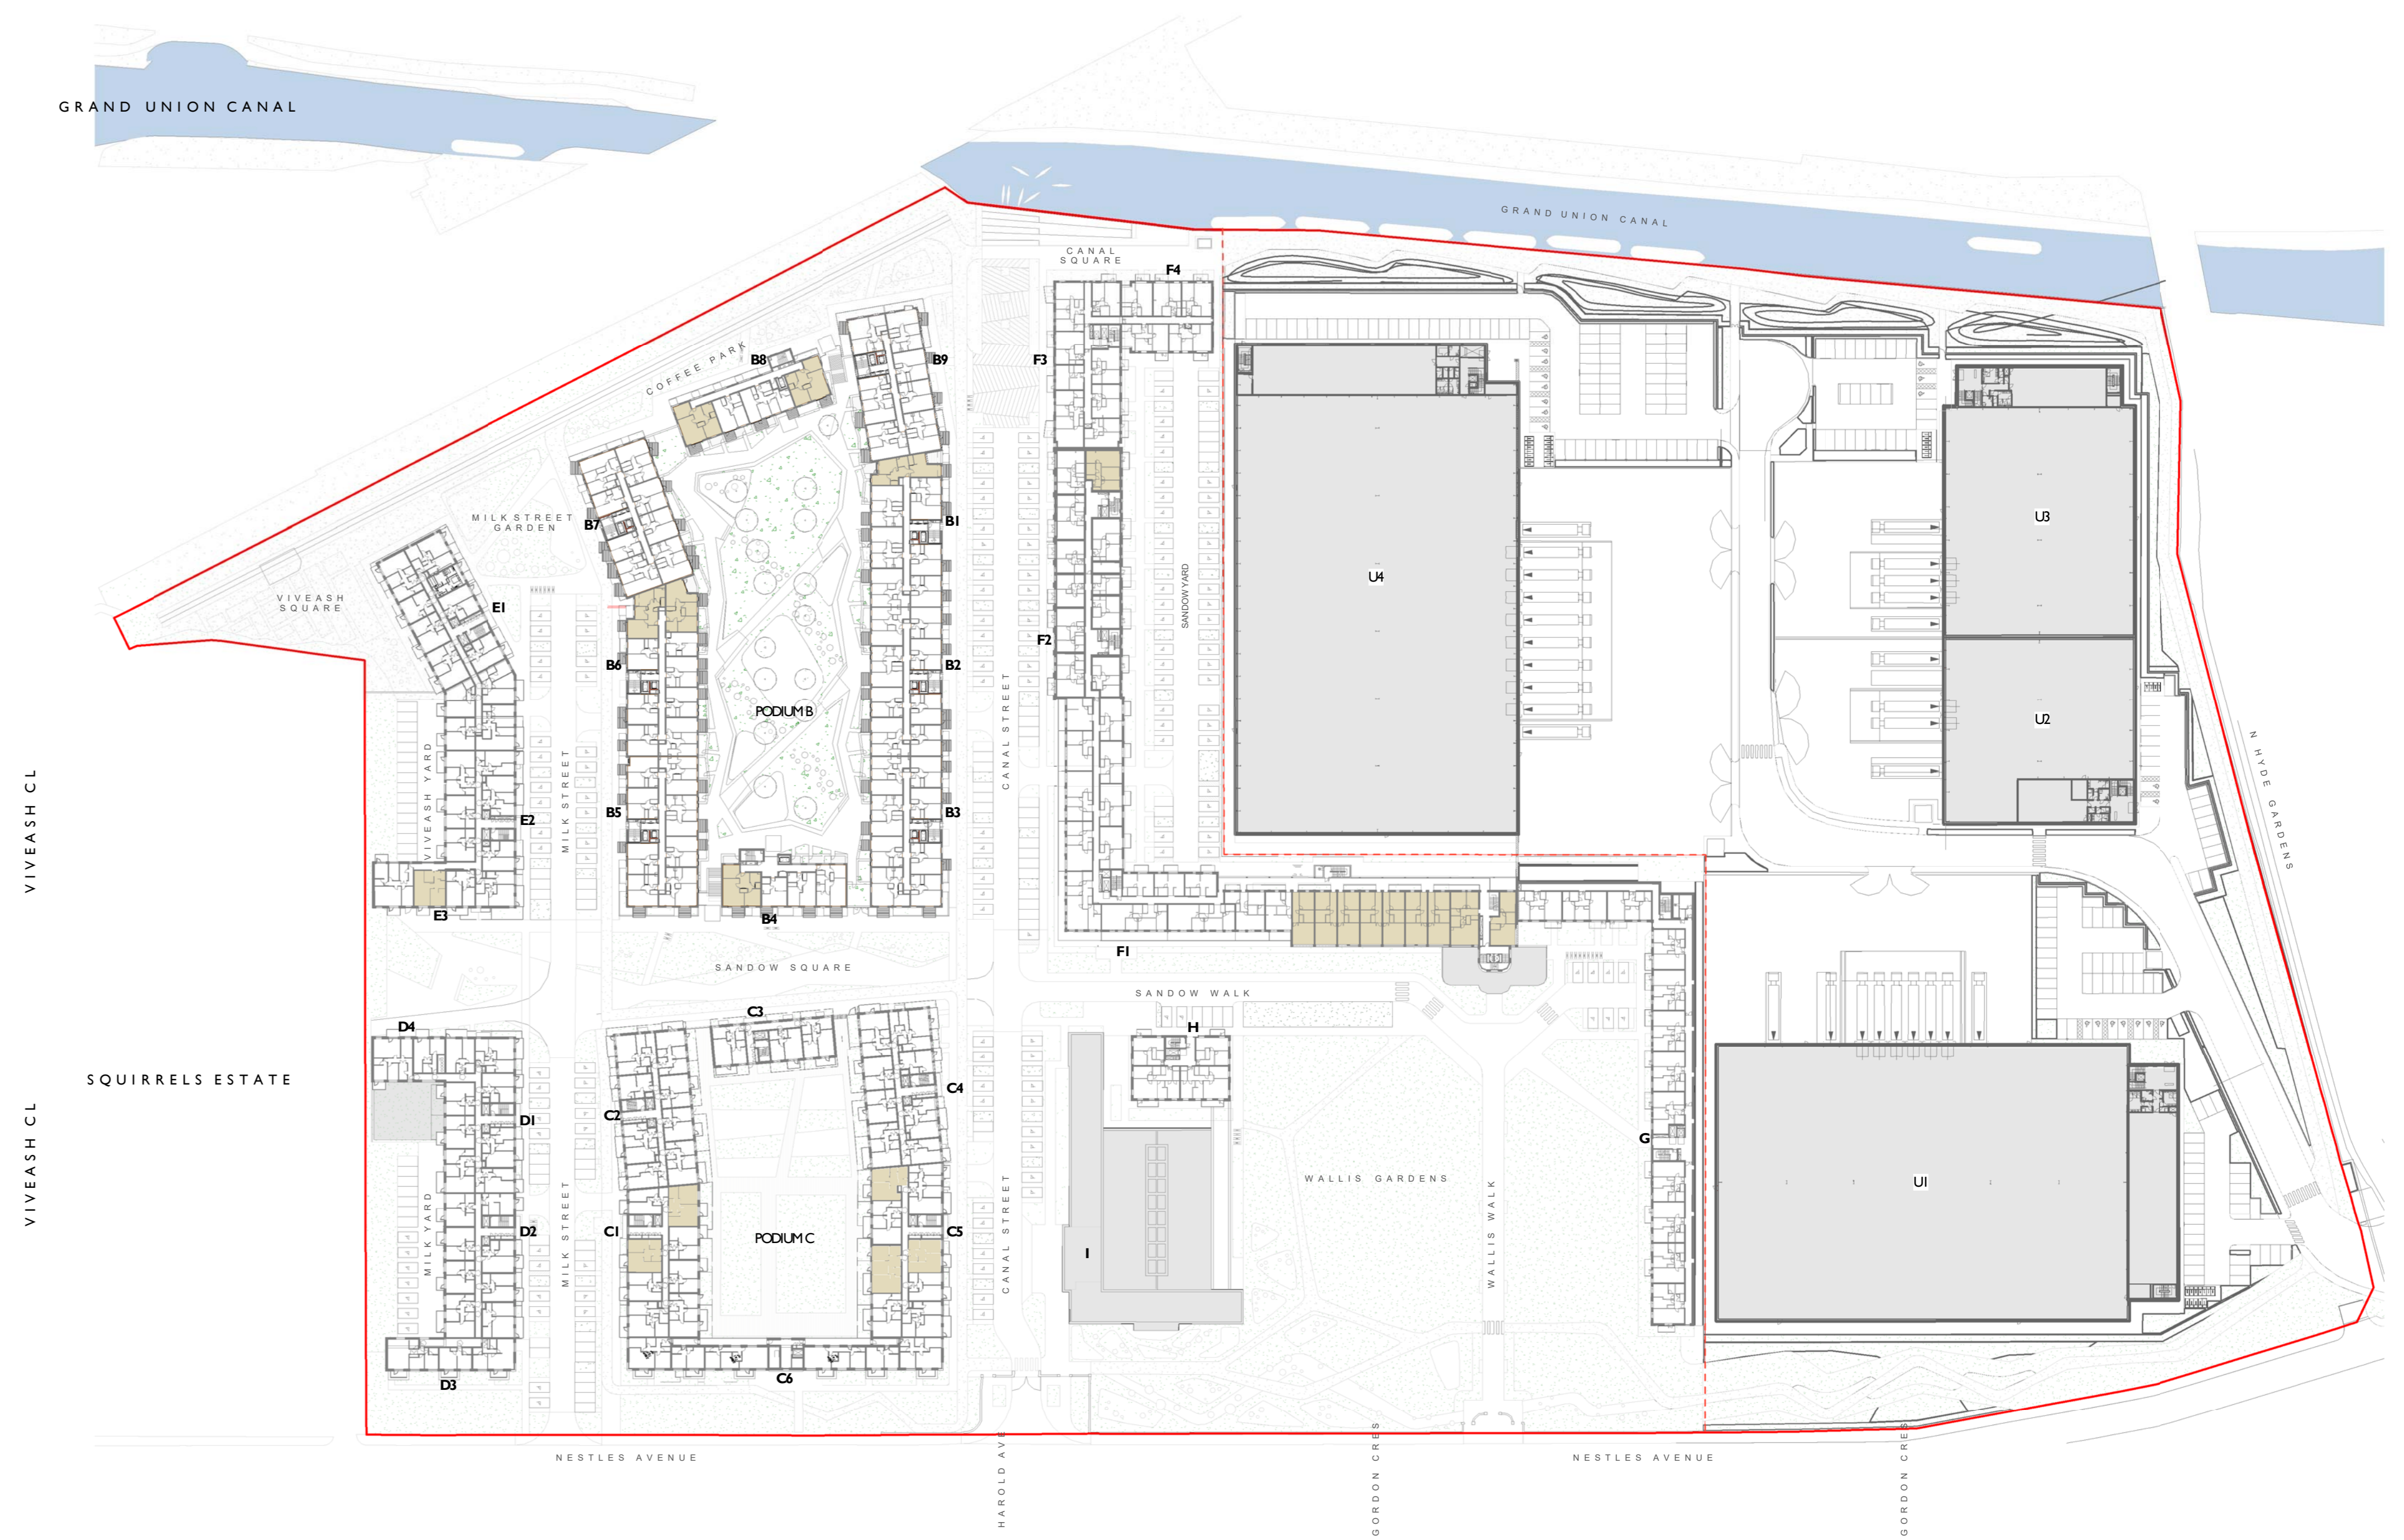 GRAND UNION CANAL
GRAND UNION CANAL
CANAL
SQUARE
F4
COFFEE PARK
B8
B9
F3
MILK STREET
GARDEN
B7
B1
U3
U4
VIVEASH
SQUARE
E1
SANDOW YARD
F2
B6
B2
PODIUM B
U2
CANAL STREET
N HYDE GARDENS
VIVEASH YARD
MILK STREET
B5
B3
E2
VIVEASH CL
E3
B4
F1
SANDOW SQUARE
SANDOW WALK
D4
C3
H
SQUIRRELS ESTATE
C4
C2
D1
G
VIVEASH CL
WALLIS GARDENS
U1
MILK YARD
D2
MILK STREET
C1
PODIUM C
C5
CANAL STREET
I
WALLIS WALK
D3
C6
NESTLES AVENUE
HAROLD AVE
GORDON CRES
NESTLES AVENUE
GORDON CRES